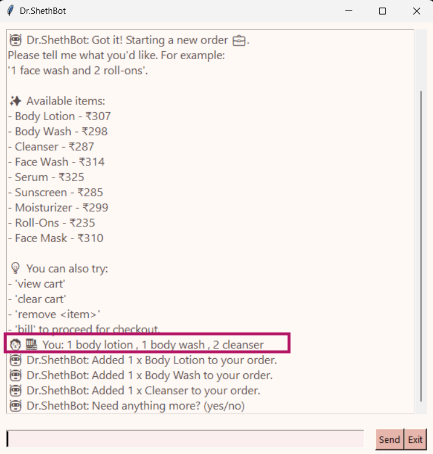 Dr.ShethBot
Dr.ShethBot: Got it! Starting a new order.
Please tell me what you'd like. For example:
'1 face wash and 2 roll-ons'.
Available items:
- Body Lotion - ₹307
- Body Wash - ₹298
- Cleanser - ₹287
- Face Wash - ₹314
- Serum - ₹325
- Sunscreen - ₹285
- Moisturizer - ₹299
- Roll-Ons - ₹235
- Face Mask - ₹310
You can also try:
- 'view cart'
- 'clear cart'
- 'remove <item>'
- 'bill' to proceed for checkout.
You: 1 body lotion , 1 body wash , 2 cleanser
Dr.ShethBot: Added 1 x Body Lotion to your order.
Dr.ShethBot: Added 1 x Body Wash to your order.
Dr.ShethBot: Added 1 x Cleanser to your order.
Dr.ShethBot: Need anything more? (yes/no)
Send Exit